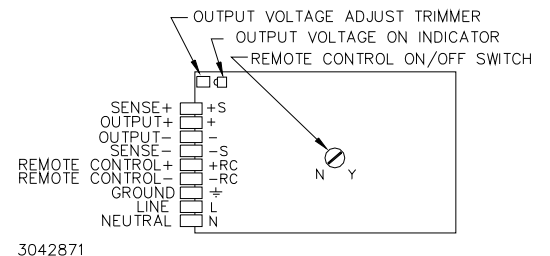 OUTPUT VOLTAGE ADJUST TRIMMER
OUTPUT VOLTAGE ON INDICATOR
REMOTE CONTROL ON/OFF SWITCH
SENSE+ +S
OUTPUT+ +
OUTPUT- -
SENSE- -S
REMOTE CONTROL+ +RC
REMOTE CONTROL- -RC
GROUND ⏚
LINE L
NEUTRAL N
N Y
3042871